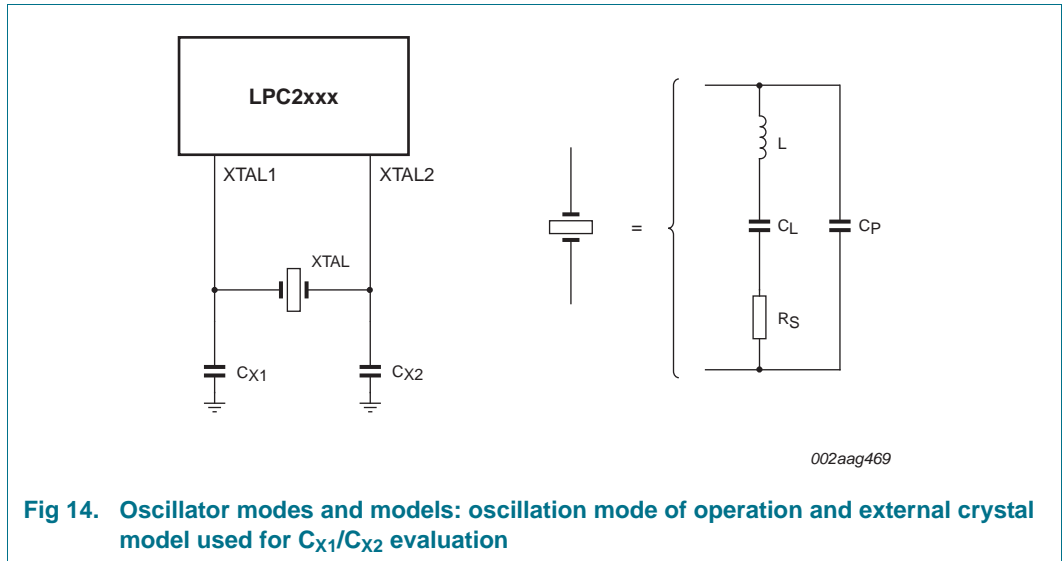 LPC2xxx
XTAL1
XTAL2
XTAL
CX1
CX2
=
L
CL
CP
RS
002aag469
Fig 14. Oscillator modes and models: oscillation mode of operation and external crystal
model used for CX1/CX2 evaluation